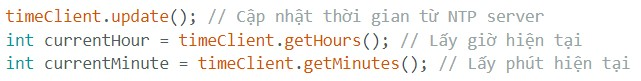 timeClient.update(); // Cập nhật thời gian từ NTP server
int currentHour = timeClient.getHours(); // Lấy giờ hiện tại
int currentMinute = timeClient.getMinutes(); // Lấy phút hiện tại